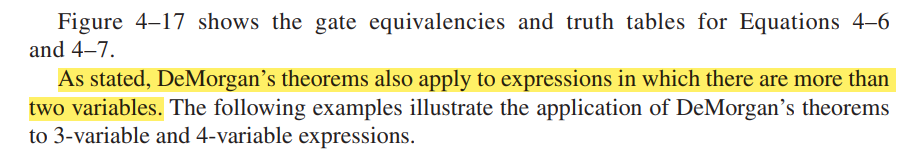 Figure 4–17 shows the gate equivalencies and truth tables for Equations 4–6
and 4–7.
As stated, DeMorgan’s theorems also apply to expressions in which there are more than
two variables. The following examples illustrate the application of DeMorgan’s theorems
to 3-variable and 4-variable expressions.